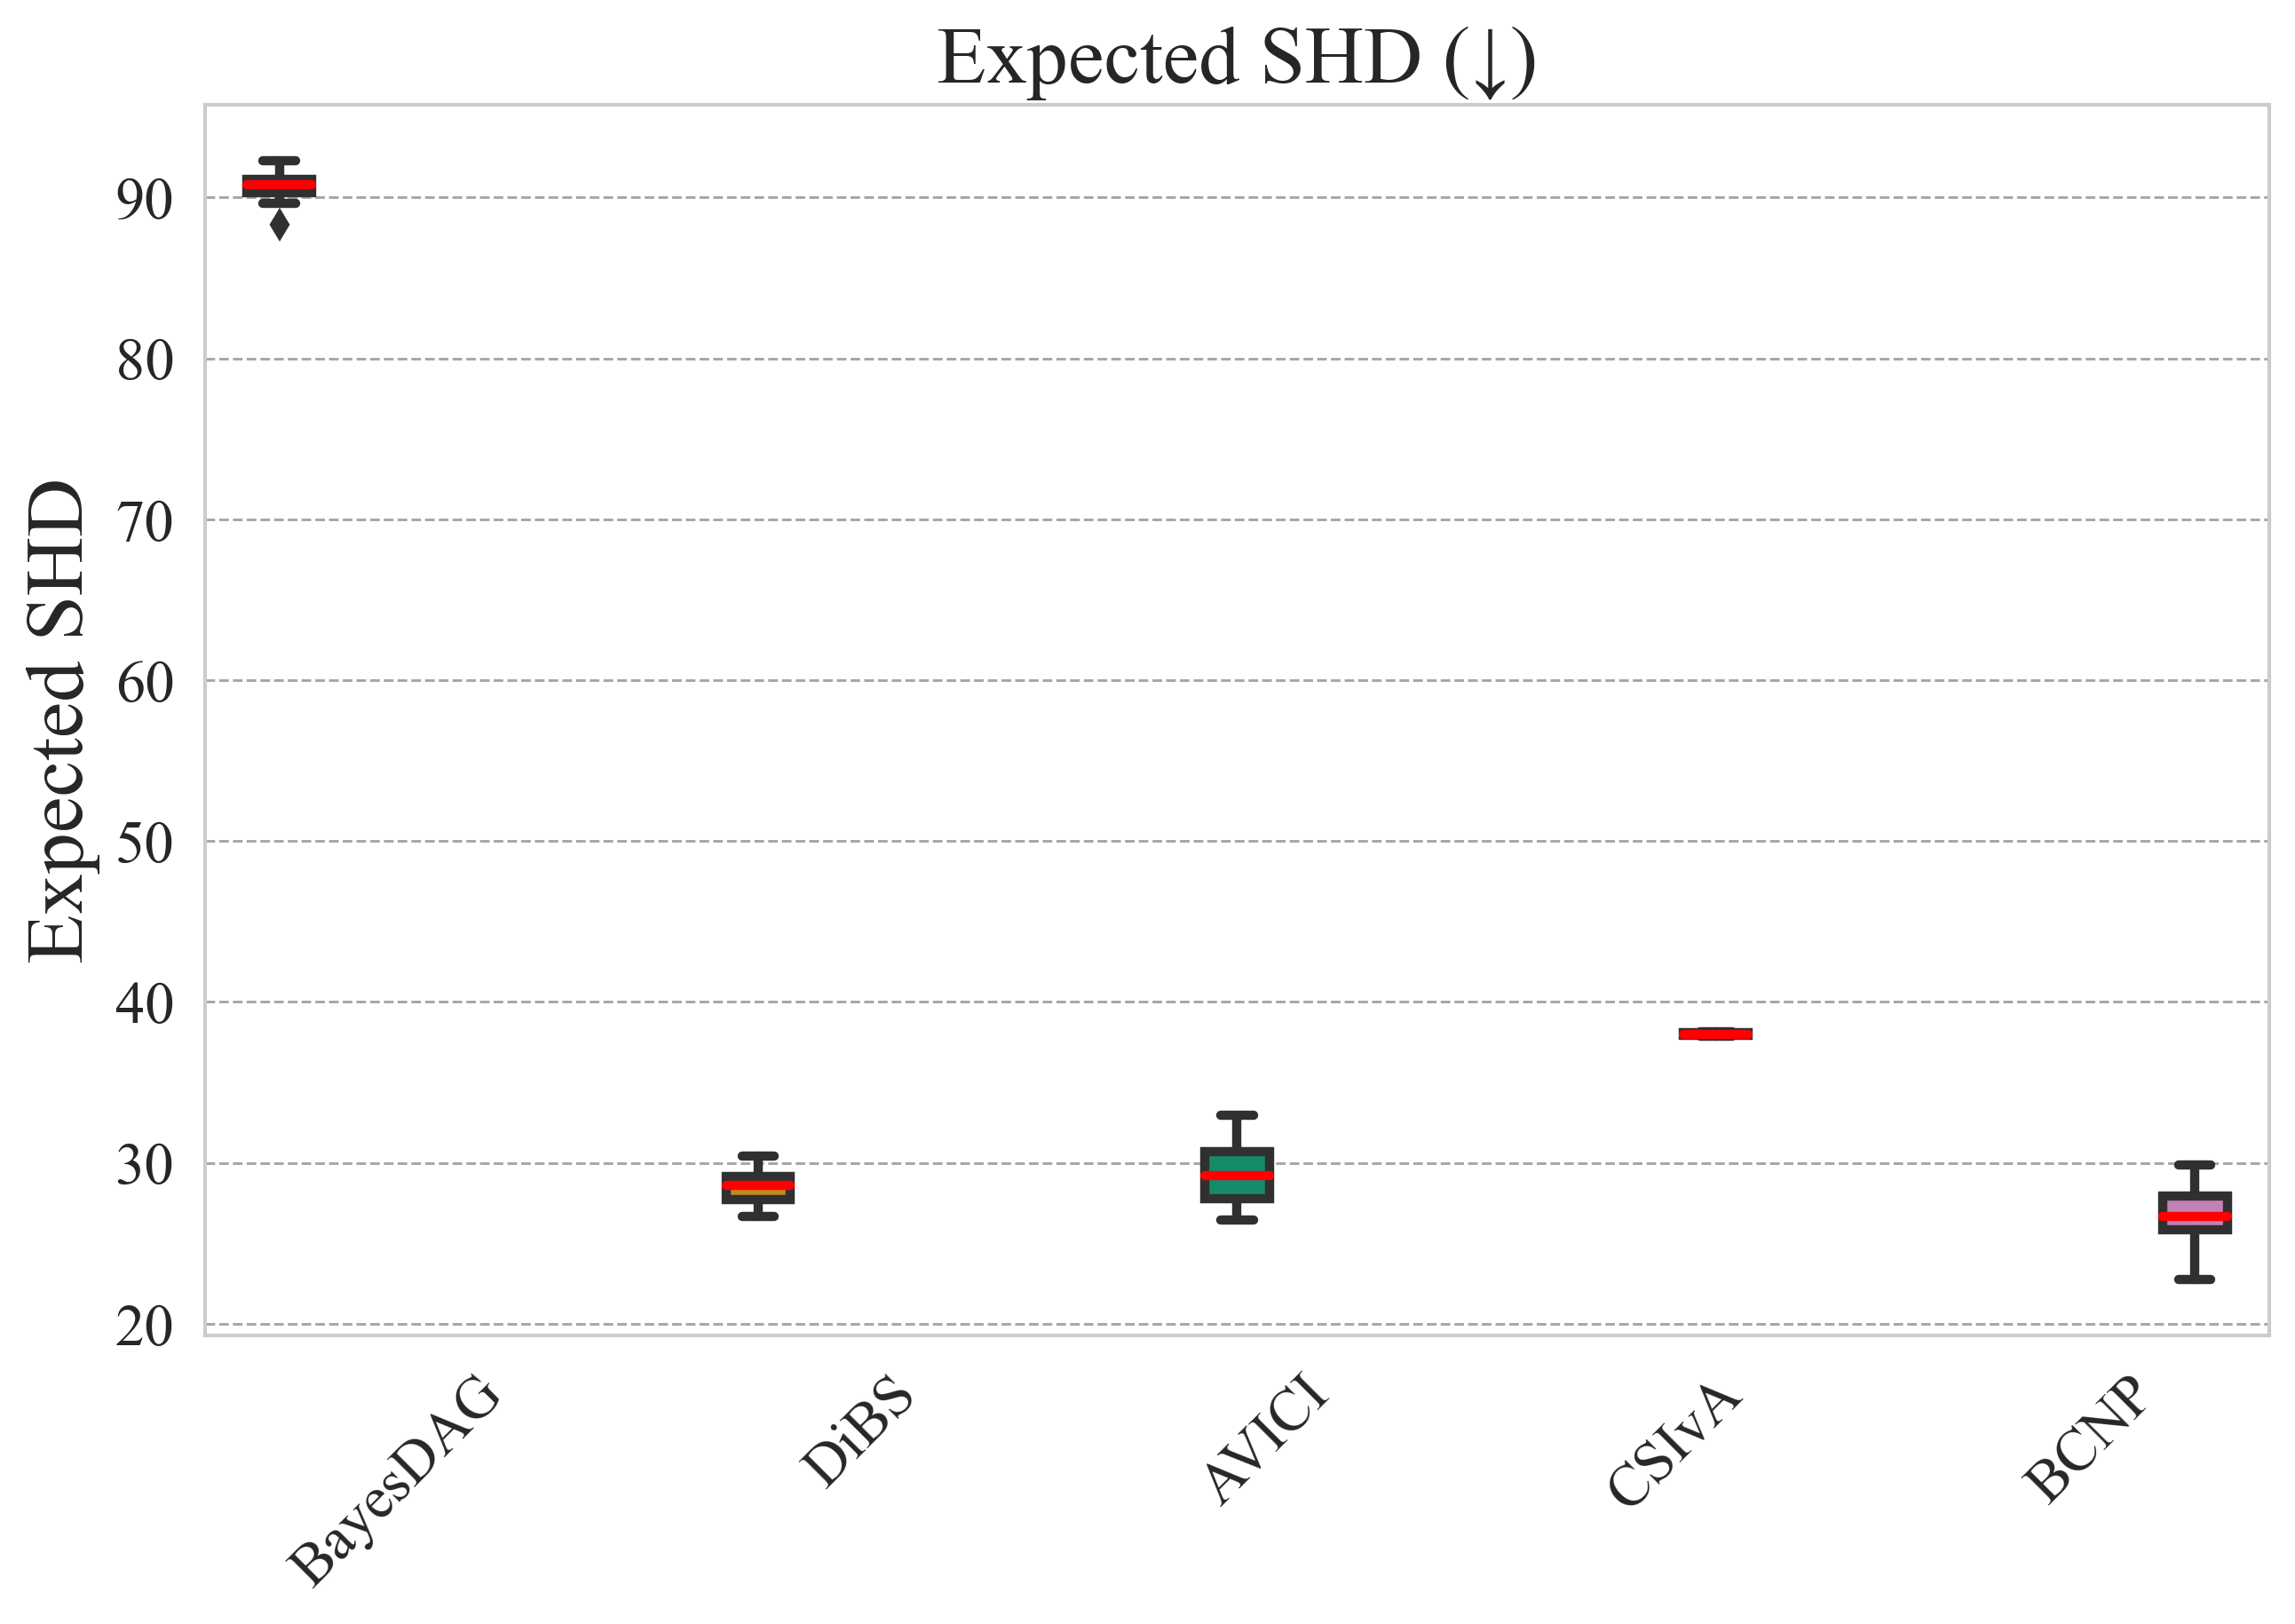 Expected SHD (↓)
Expected SHD
90
80
70
60
50
40
30
20
BayesDAG
DiBS
AVICI
CSIvA
BCNP